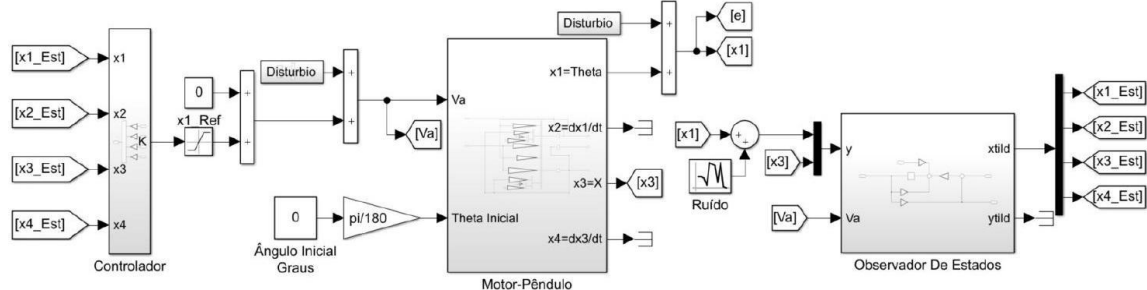 [x1_Est]
[x2_Est]
[x3_Est]
[x4_Est]
x1
x2
x3
x4
K
Controlador
0
x1_Ref
Disturbio
+
+
+
+
[Va]
0
Ângulo Inicial
Graus
pi/180
Va
Theta Inicial
x1=Theta
x2=dx1/dt
x3=X
x4=dx3/dt
Motor-Pêndulo
Disturbio
+
+
[e]
[x1]
[x3]
[x1]
+
+
Ruído
[x3]
[Va]
y
Va
xtild
ytild
Observador De Estados
[x1_Est]
[x2_Est]
[x3_Est]
[x4_Est]